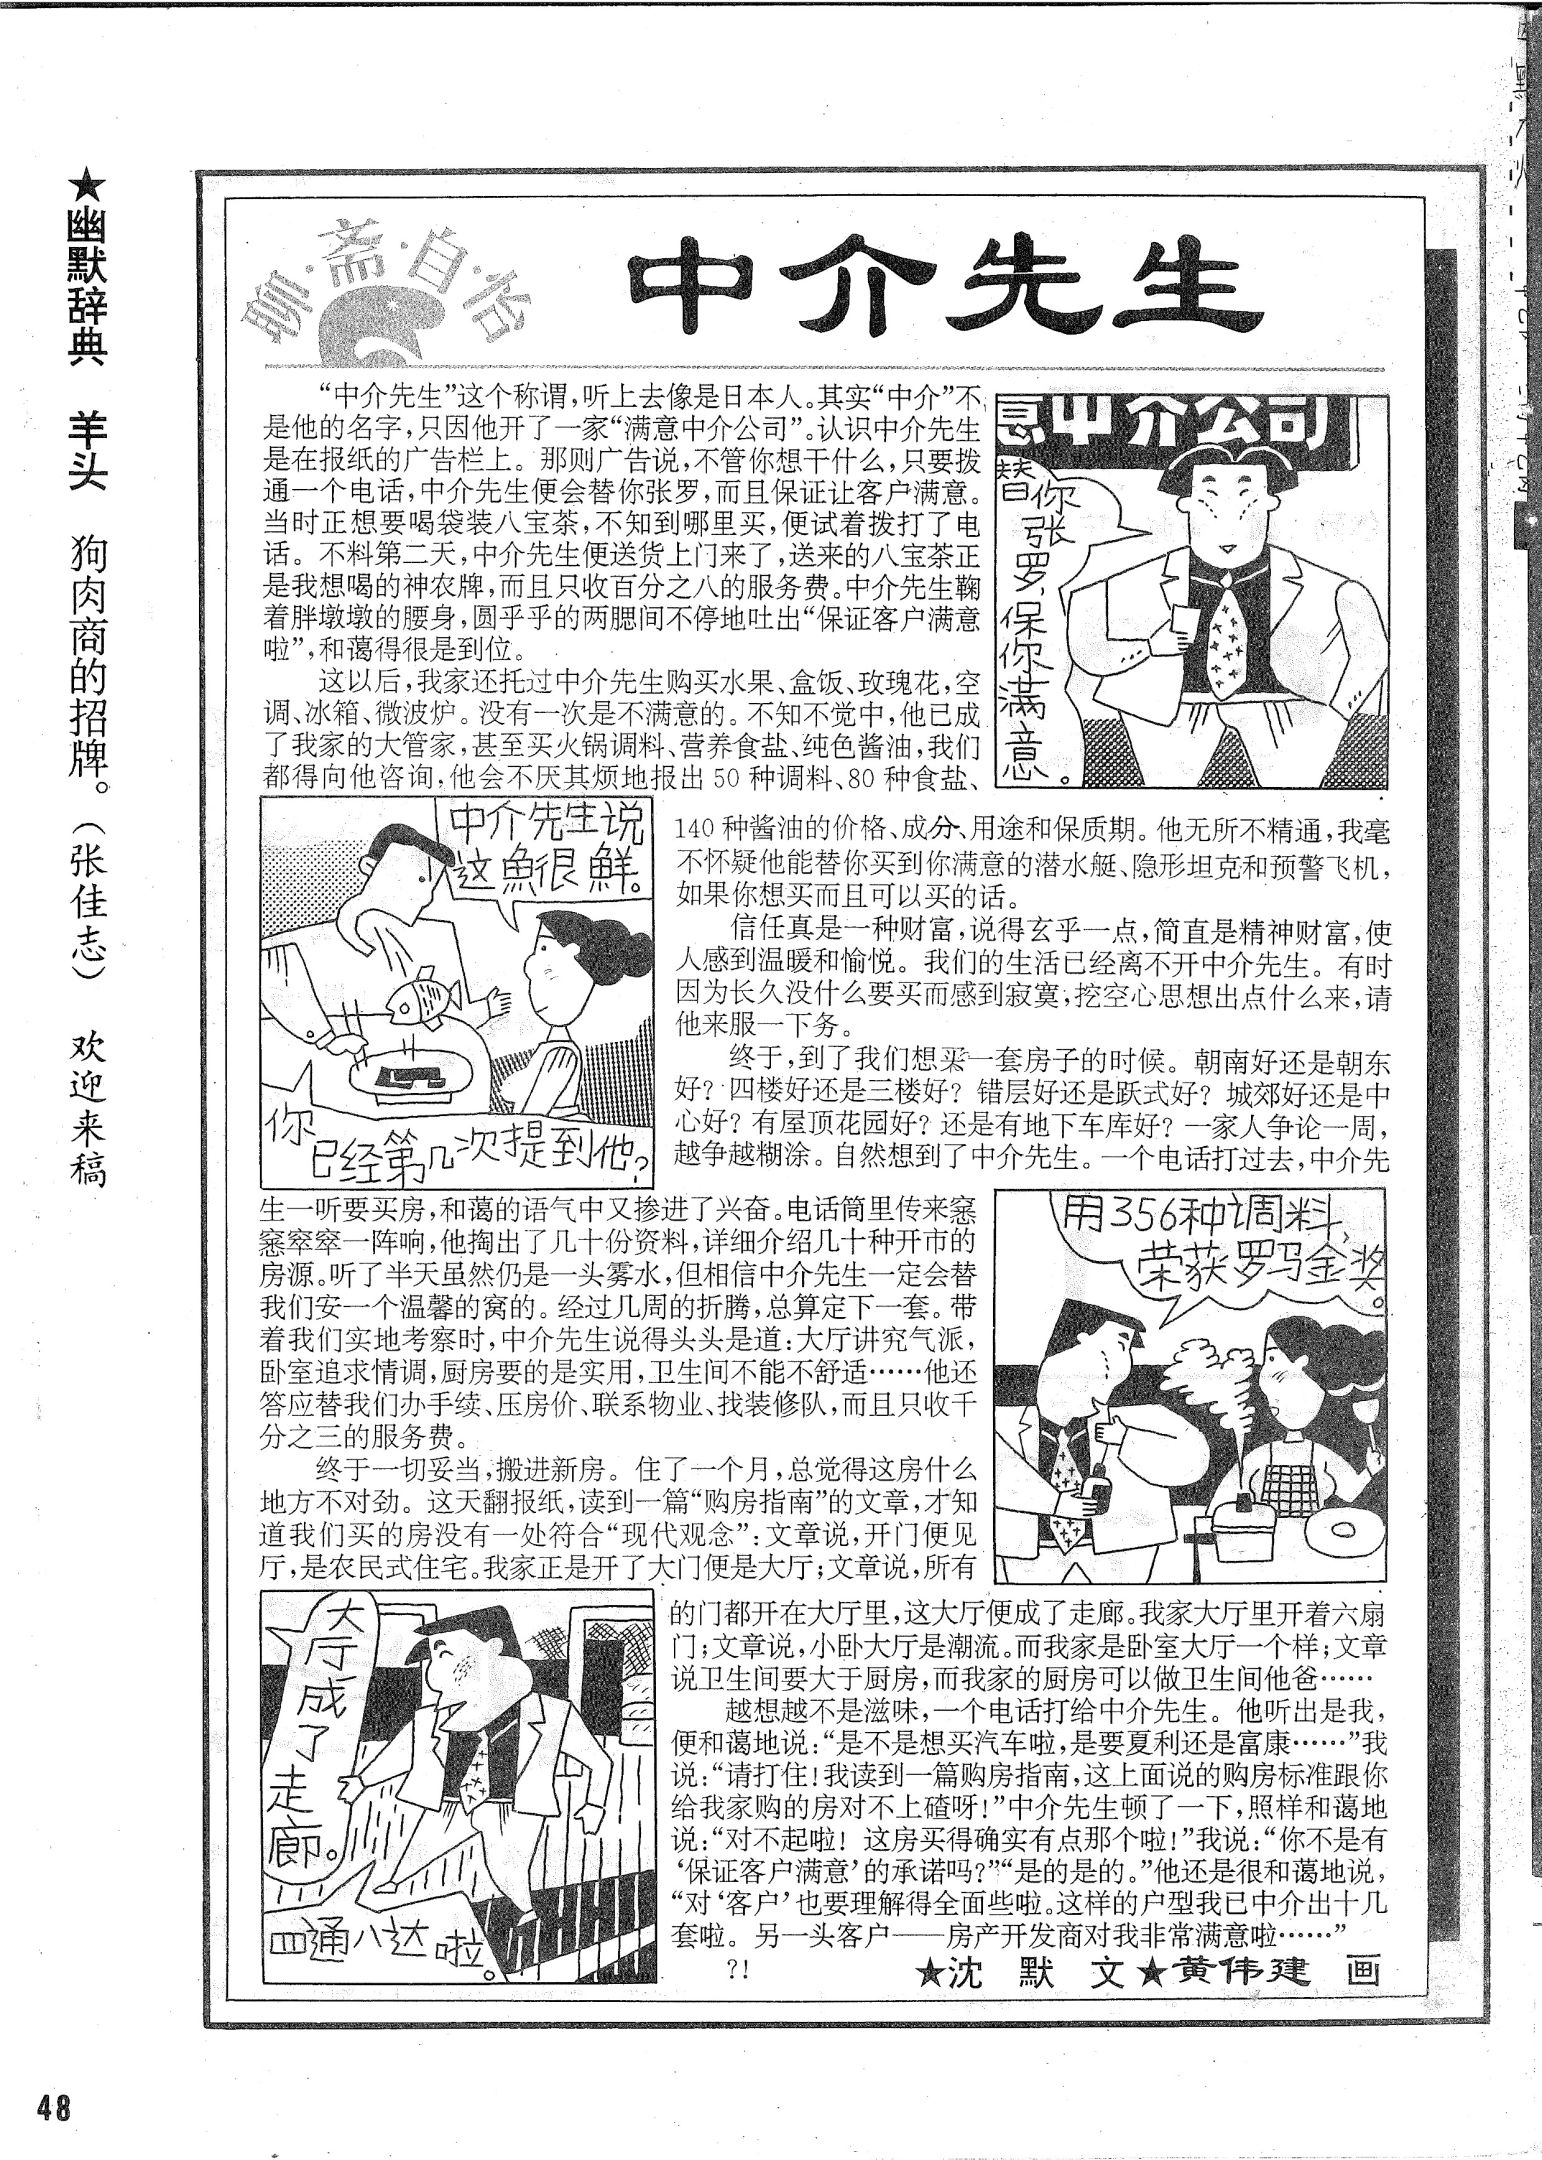 ★幽默辞典 羊头 狗肉商的招牌。（张佳志） 欢迎来稿
聊·斋·自·裕
中介先生
“中介先生”这个称谓，听上去像是日本人。其实“中介”不
是他的名字，只因他开了一家“满意中介公司”。认识中介先生
是在报纸的广告栏上。那则广告说，不管你想干什么，只要拨
通一个电话，中介先生便会替你张罗，而且保证让客户满意。
当时正想要喝袋装八宝茶，不知到哪里买，便试着拨打了电
话。不料第二天，中介先生便送货上门来了，送来的八宝茶正
是我想喝的神农牌，而且只收百分之八的服务费。中介先生鞠
着胖墩墩的腰身，圆乎乎的两腮间不停地吐出“保证客户满意
啦”，和蔼得很是到位。
这以后，我家还托过中介先生购买水果、盒饭、玫瑰花，空
调、冰箱、微波炉。没有一次是不满意的。不知不觉中，他已成
了我家的大管家，甚至买火锅调料、营养食盐、纯色酱油，我们
都得向他咨询，他会不厌其烦地报出50种调料、80种食盐、
意中介公司
替你张罗，保你满意。
中介先生说
这魚很鮮。
你已经第几次提到他？
140种酱油的价格、成分、用途和保质期。他无所不精通，我毫
不怀疑他能替你买到你满意的潜水艇、隐形坦克和预警飞机，
如果你想买而且可以买的话。
信任真是一种财富，说得玄乎一点，简直是精神财富，使
人感到温暖和愉悦。我们的生活已经离不开中介先生。有时
因为长久没什么要买而感到寂寞，挖空心思想出点什么来，请
他来服一下务。
终于，到了我们想买一套房子的时候。朝南好还是朝东
好？四楼好还是三楼好？错层好还是跃式好？城郊好还是中
心好？有屋顶花园好？还是有地下车库好？一家人争论一周，
越争越糊涂。自然想到了中介先生。一个电话打过去，中介先
生一听要买房，和蔼的语气中又掺进了兴奋。电话筒里传来窸
窸窣窣一阵响，他掏出了几十份资料，详细介绍几十种开市的
房源。听了半天虽然仍是一头雾水，但相信中介先生一定会替
我们安一个温馨的窝的。经过几周的折腾，总算定下一套。带
着我们实地考察时，中介先生说得头头是道：大厅讲究气派，
卧室追求情调，厨房要的是实用，卫生间不能不舒适……他还
答应替我们办手续、压房价、联系物业、找装修队，而且只收千
分之三的服务费。
终于一切妥当，搬进新房。住了一个月，总觉得这房什么
地方不对劲。这天翻报纸，读到一篇“购房指南”的文章，才知
道我们买的房没有一处符合“现代观念”：文章说，开门便见
厅，是农民式住宅。我家正是开了大门便是大厅；文章说，所有
用356种调料、
荣获罗马金奖。
大厅成了走廊。
四通八达啦。
的门都开在大厅里，这大厅便成了走廊。我家大厅里开着六扇
门；文章说，小卧大厅是潮流。而我家是卧室大厅一个样；文章
说卫生间要大于厨房，而我家的厨房可以做卫生间他爸……
越想越不是滋味，一个电话打给中介先生。他听出是我，
便和蔼地说：“是不是想买汽车啦，是要夏利还是富康……”我
说：“请打住！我读到一篇购房指南，这上面说的购房标准跟你
给我家购的房对不上碴呀！”中介先生顿了一下，照样和蔼地
说：“对不起啦！这房买得确实有点那个啦！”我说：“你不是有
‘保证客户满意’的承诺吗？”“是的是的。”他还是很和蔼地说，
“对‘客户’也要理解得全面些啦。这样的户型我已中介出十几
套啦。另一头客户——房产开发商对我非常满意啦……”
？！
★沈 默 文★黄伟建 画
48